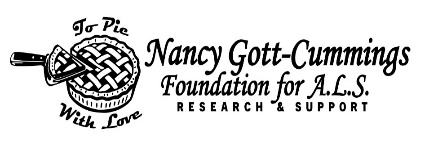 To Pie
With Love
Nancy Gott-Cummings
Foundation for A.L.S.
RESEARCH & SUPPORT